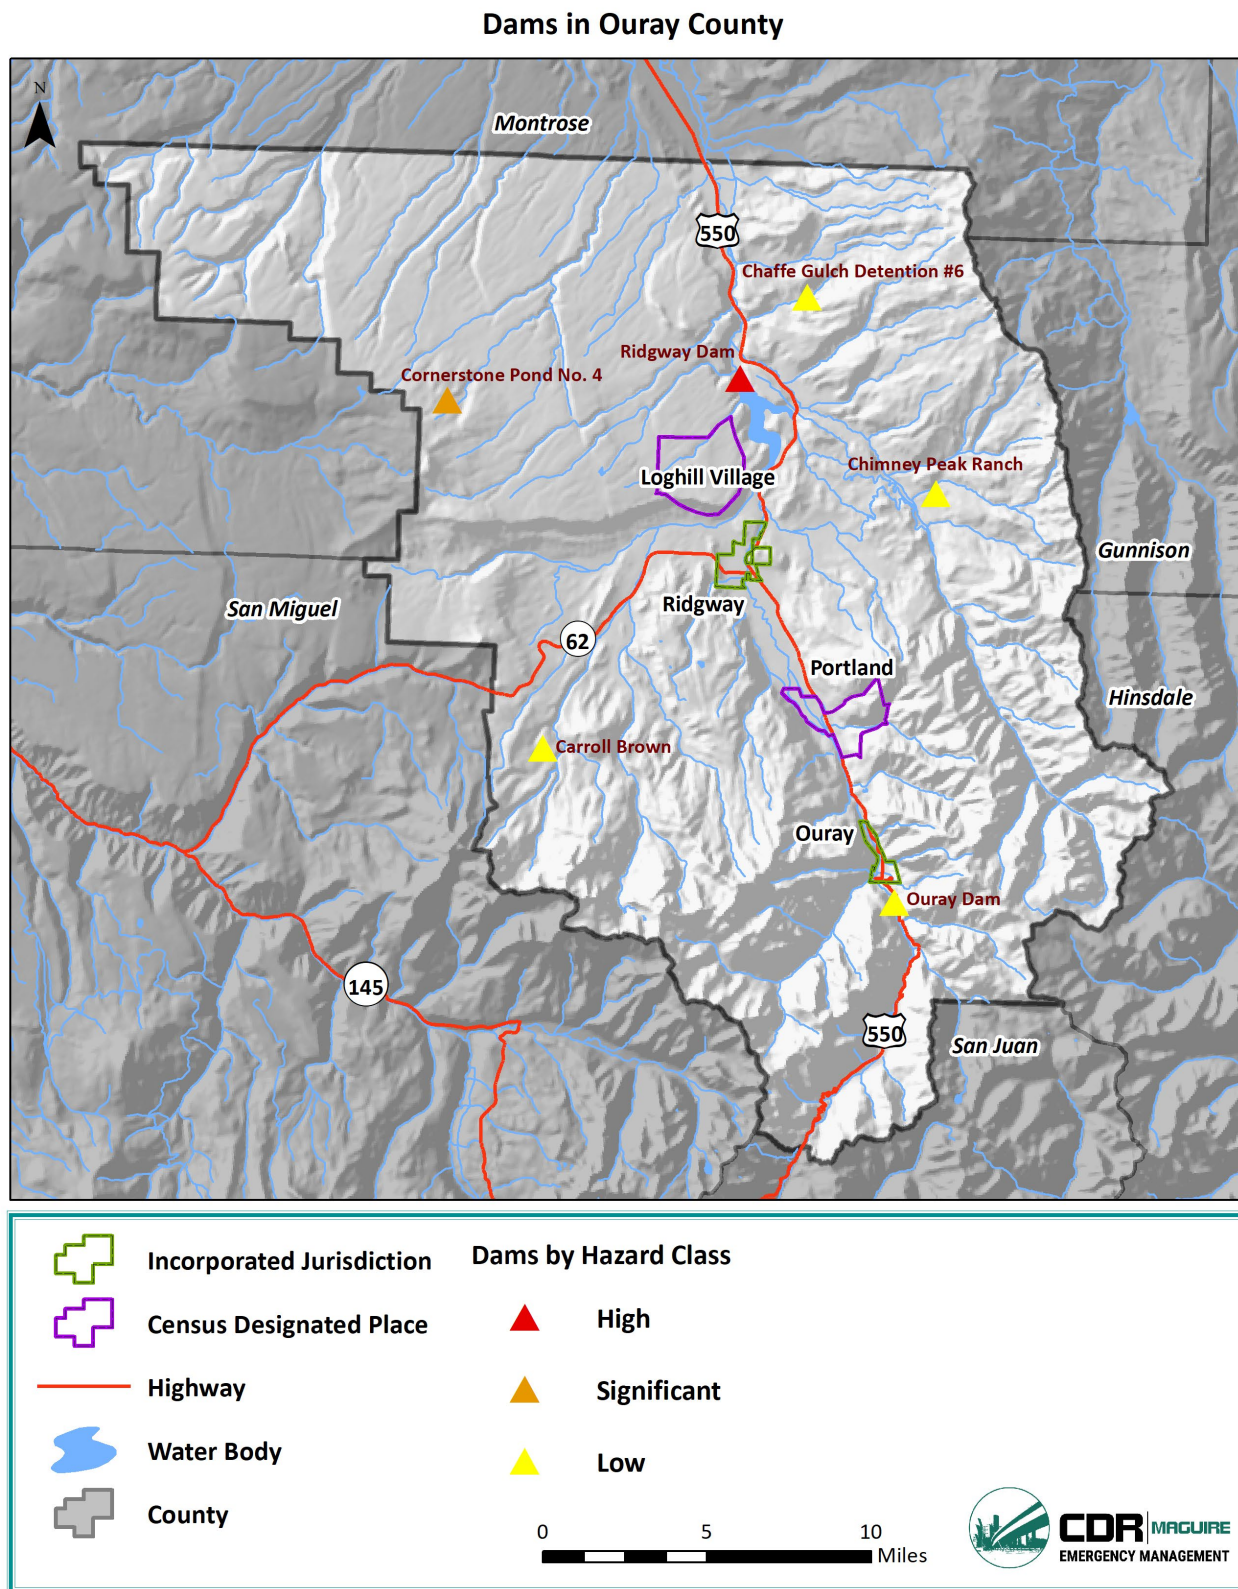 Dams in Ouray County
N
Montrose
550
Chaffe Gulch Detention #6
Ridgway Dam
Cornerstone Pond No. 4
Chimney Peak Ranch
Loghill Village
Gunnison
San Miguel
Ridgway
62
Portland
Hinsdale
Carroll Brown
Ouray
Ouray Dam
145
550
San Juan
Incorporated Jurisdiction
Census Designated Place
Highway
Water Body
County
Dams by Hazard Class
High
Significant
Low
0 5 10
Miles
CDR MAGUIRE
EMERGENCY MANAGEMENT